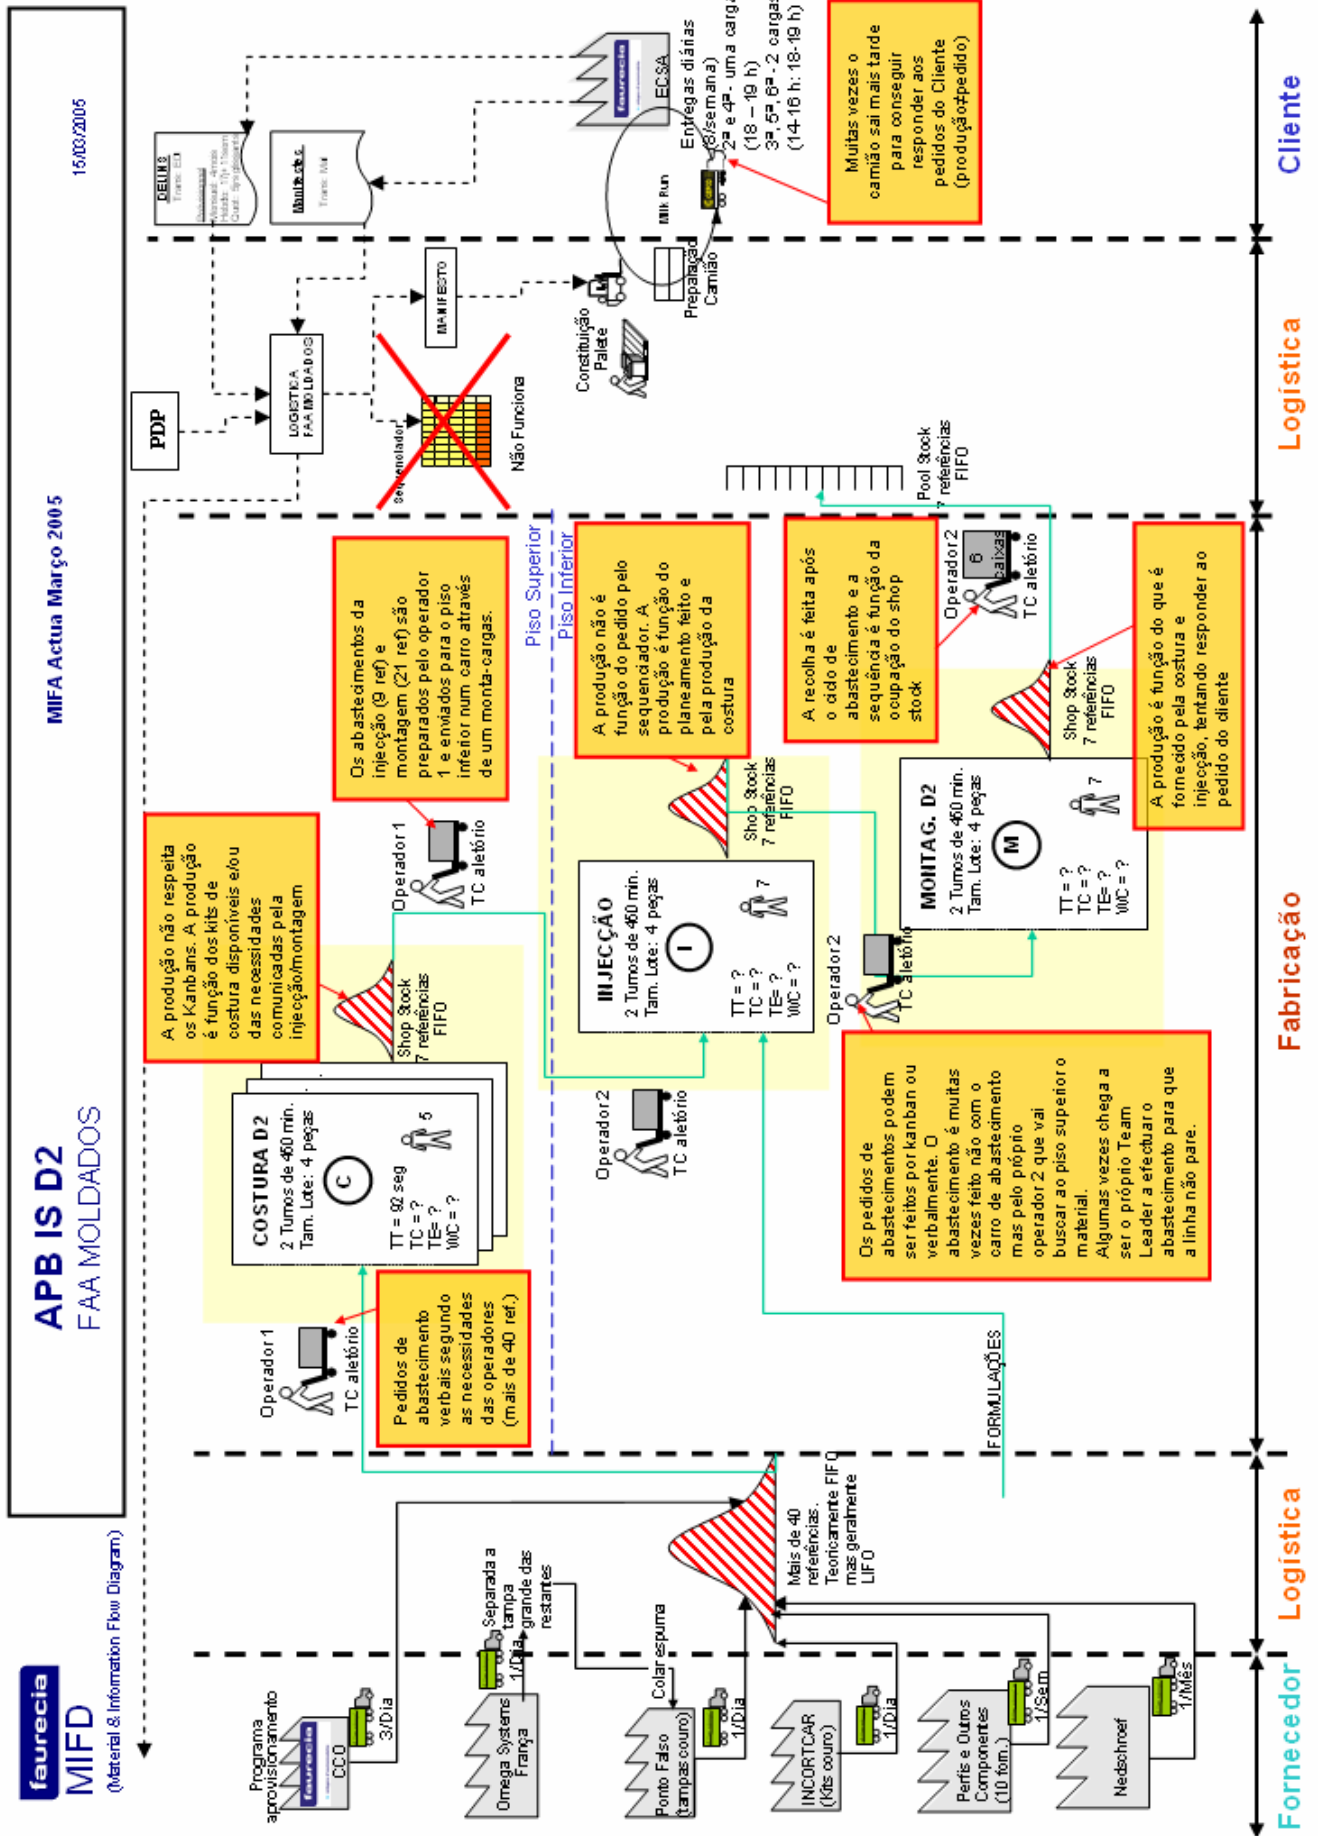 faurecia
MIFD
(Material & Information Flow Diagram)
APB IS D2
FAA MOLDADOS
MIFA Actua Março 2005
15/03/2005
Programa
aprovisionamento
faurecia
CCO
3/Dia
Omega Systems
França
1/Dia
Separada a
tampa
grande das
restantes
Colar espuma
Ponto Falso
(tampas couro)
1/Dia
INCORTCAR
(Kits couro)
1/Dia
Perfis e Outros
Componentes
(10 forn.)
1/Sem
Nedschroef
1/Mês
Mais de 40
referências.
Teoricamente FIFO
mas geralmente
LIFO
FORMULAÇÕES
Operador 1
TC aletório
Pedidos de
abastecimento
verbais segundo
as necessidades
das operadores
(mais de 40 ref.)
COSTURA D2
2 Turnos de 460 min.
Tam. Lote: 4 peças
C
TT = 92 seg
TC = ?
TE= ?
WC = ?
5
A produção não respeita
os Kanbans. A produção
é função dos kits de
costura disponíveis e/ou
das necessidades
comunicadas pela
injecção/montagem
Shop Stock
7 referências
FIFO
Operador 1
TC aletório
Os abastecimentos da
injecção (9 ref) e
montagem (21 ref) são
preparados pelo operador
1 e enviados para o piso
inferior num carro através
de um monta-cargas.
Piso Superior
Piso Inferior
Operador2
TC aletório
INJECÇÃO
2 Turnos de 460 min.
Tam. Lote: 4 peças
I
TT = ?
TC = ?
TE= ?
WC = ?
7
Shop Stock
7 referências
FIFO
A produção não é
função do pedido pelo
sequenciador. A
produção é função do
planeamento feito e
pela produção da
costura
Operador2
TC aletório
Os pedidos de
abastecimentos podem
ser feitos por kanban ou
verbalmente. O
abastecimento é muitas
vezes feito não com o
carro de abastecimento
mas pelo próprio
operador 2 que vai
buscar ao piso superior o
material.
Algumas vezes chega a
ser o próprio Team
Leader a efectuar o
abastecimento para que
a linha não pare.
MONTAG. D2
2 Turnos de 460 min.
Tam. Lote: 4 peças
M
TT = ?
TC = ?
TE= ?
WC = ?
7
Shop Stock
7 referências
FIFO
A recolha é feita após
o ciclo de
abastecimento e a
sequência é função da
ocupação do shop
stock
Operador2
6
caixas
TC aletório
A produção é função do que é
fornecido pela costura e
injecção, tentando responder ao
pedido do cliente
Pool Stock
7 referências
FIFO
PDP
LOGISTICA
FAA MOLDADOS
Não Funciona
MANIFESTO
Constituição
Palete
Preparação
Camião
Milk Run
DELINS
Trans: EDI
Manifestos
Trans: Mail
faurecia
ECSA
Entregas diárias
(8/semana)
2ª e 4ª- uma carga
(18 – 19 h)
3ª, 5ª, 6ª - 2 cargas
(14-16 h: 18-19 h)
Muitas vezes o
camião sai mais tarde
para conseguir
responder aos
pedidos do Cliente
(produção≠pedido)
Fornecedor
Logística
Fabricação
Logística
Cliente